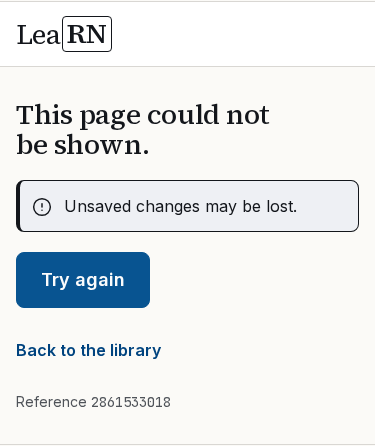 LeaRN
This page could not
be shown.
Unsaved changes may be lost.
Try again
Back to the library
Reference 2861533018